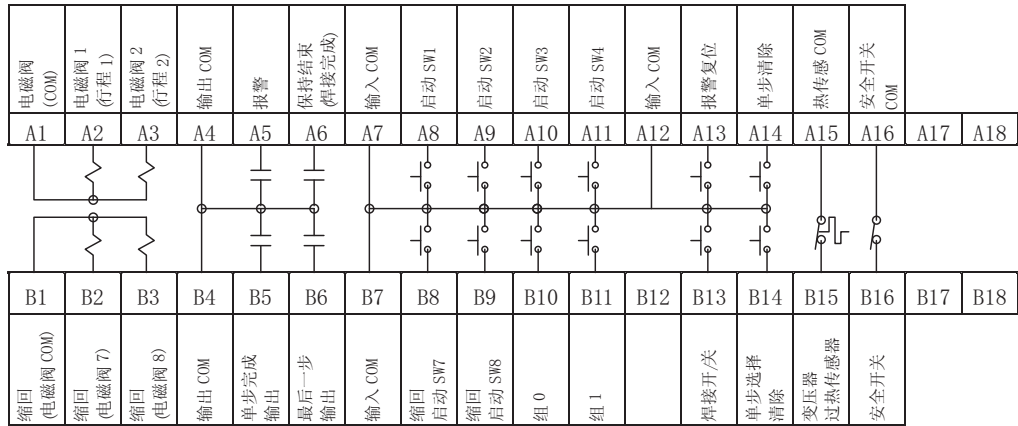 电磁阀
(COM)
电磁阀 1
(行程 1)
电磁阀 2
(行程 2)
输出 COM
报警
保持结束
(焊接完成)
输入 COM
启动 SW1
启动 SW2
启动 SW3
启动 SW4
输入 COM
报警复位
单步清除
热传感 COM
安全开关
COM
A1 A2 A3 A4 A5 A6 A7 A8 A9 A10 A11 A12 A13 A14 A15 A16 A17 A18
B1 B2 B3 B4 B5 B6 B7 B8 B9 B10 B11 B12 B13 B14 B15 B16 B17 B18
缩回
(电磁阀 COM)
缩回
(电磁阀 7)
缩回
(电磁阀 8)
输出 COM
单步完成
输出
最后一步
输出
输入 COM
缩回
启动 SW7
缩回
启动 SW8
组 0
组 1
焊接开/关
单步选择
清除
变压器
过热传感器
安全开关